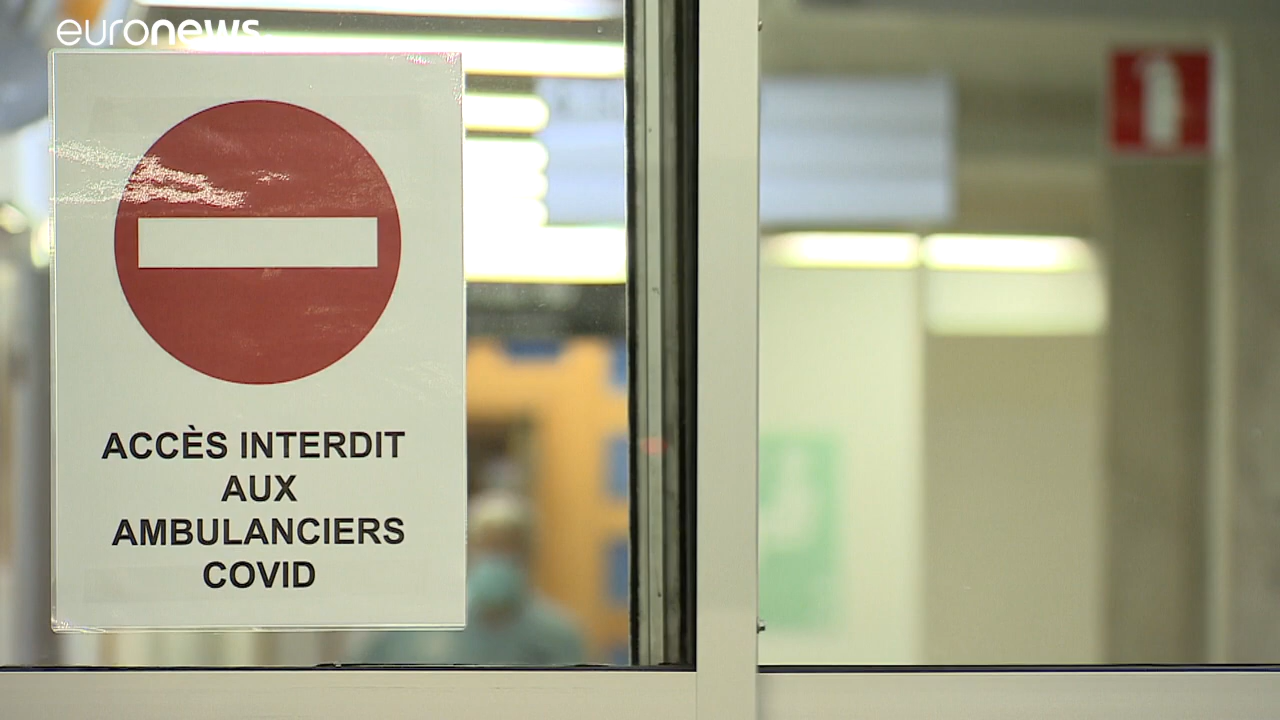 euronews.
ACCÈS INTERDIT
AUX
AMBULANCIERS
COVID